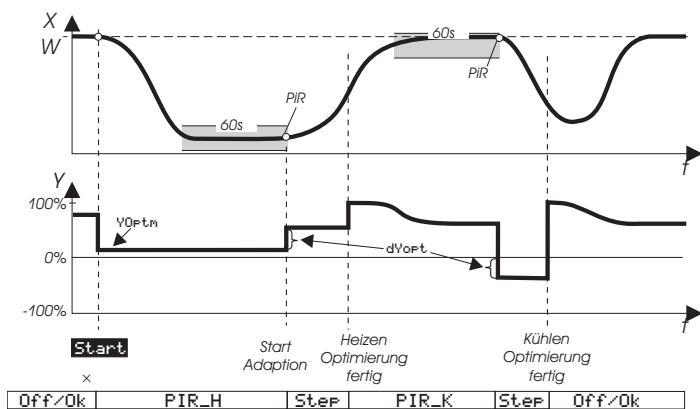 X
W
60s
PiR
60s
PiR
t
Y
100%
YOptm
0%
dYopt
-100%
t
Start
Start
Adaption
Heizen
Optimierung
fertig
Kühlen
Optimierung
fertig
×
Off/Ok PIR_H Step PIR_K Step Off/Ok